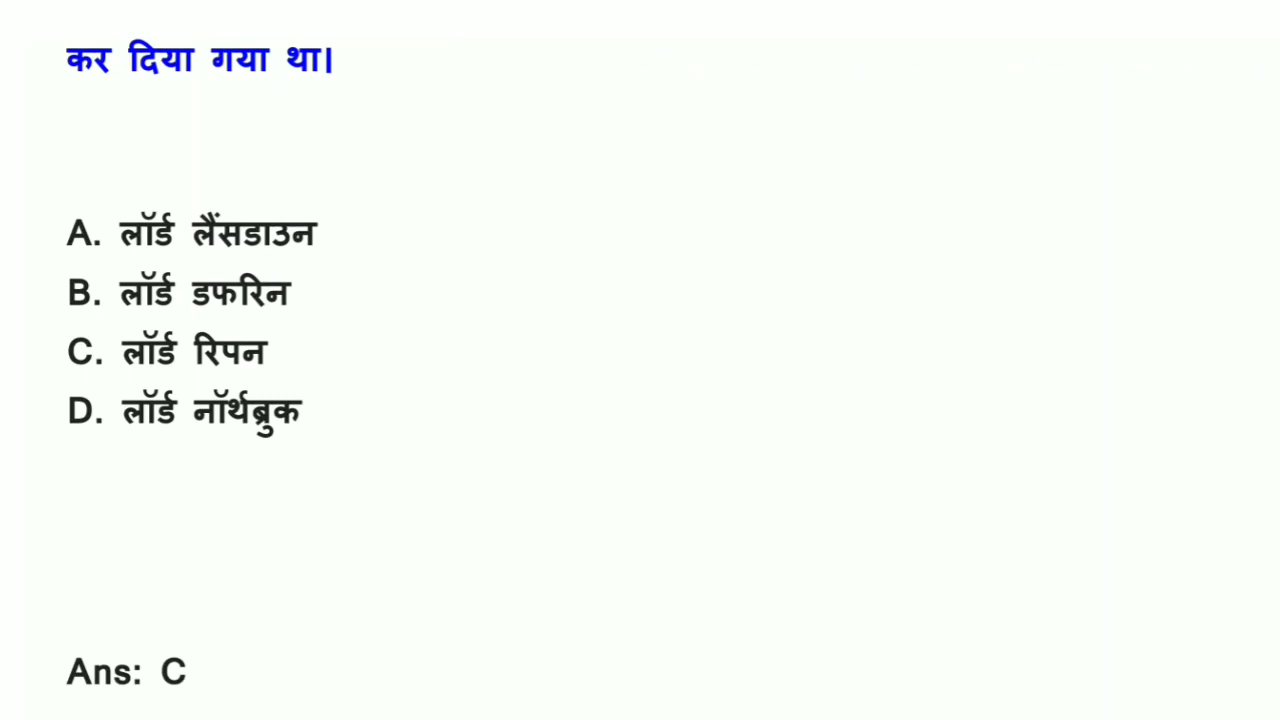 कर दिया गया था।
A. लॉर्ड लैंसडाउन
B. लॉर्ड डफरिन
C. लॉर्ड रिपन
D. लॉर्ड नॉर्थब्रुक
Ans: C